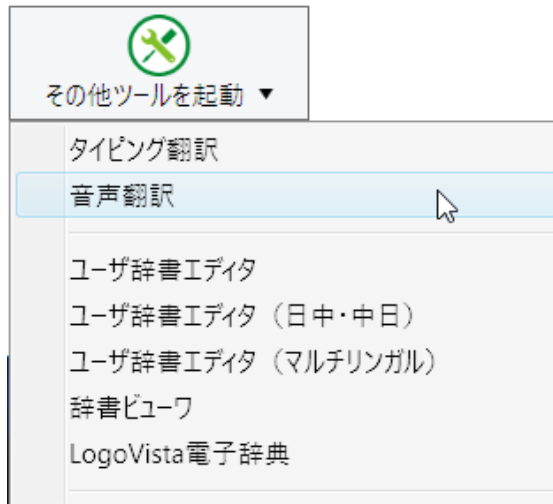 その他ツールを起動 ▼
タイピング翻訳
音声翻訳
ユーザ辞書エディタ
ユーザ辞書エディタ（日中・中日）
ユーザ辞書エディタ（マルチリンガル）
辞書ビューワ
LogoVista電子辞典